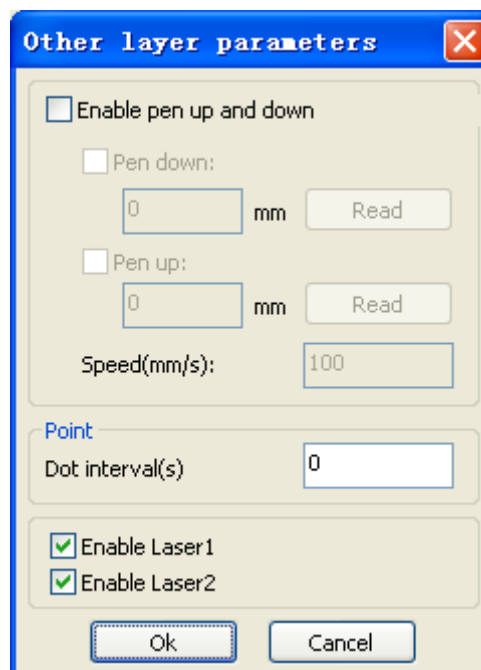 Other layer parameters
Enable pen up and down
Pen down:
0 mm Read
Pen up:
0 mm Read
Speed(mm/s): 100
Point
Dot interval(s) 0
Enable Laser1
Enable Laser2
Ok Cancel